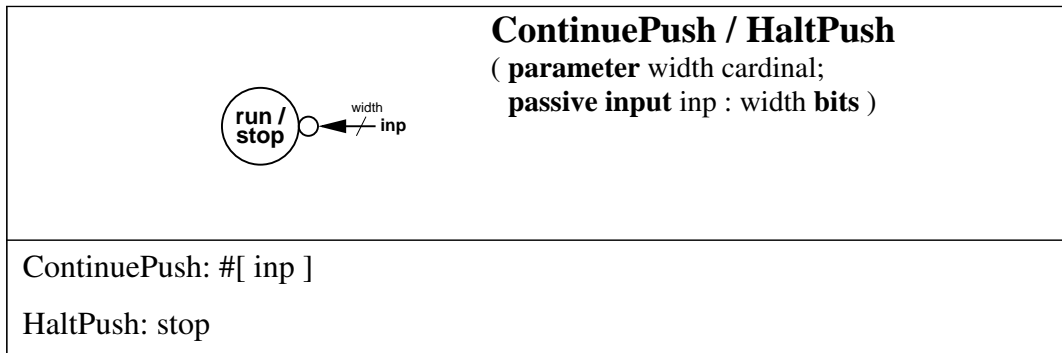 ContinuePush / HaltPush
( parameter width cardinal;
passive input inp : width bits )
run /
stop
width
inp
ContinuePush: #[ inp ]
HaltPush: stop